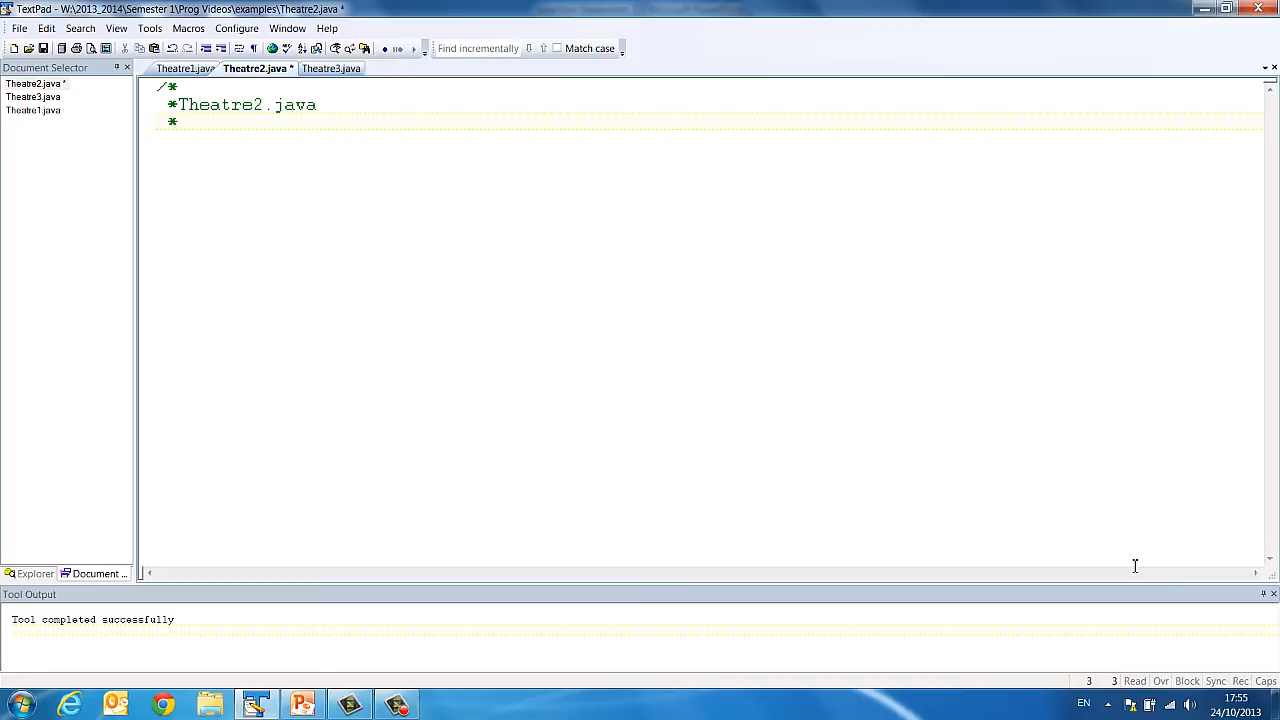 TextPad - W:\2013_2014\Semester 1\Prog Videos\examples\Theatre2.java *
File Edit Search View Tools Macros Configure Window Help
Find incrementally Match case
Document Selector
Theatre1.java Theatre2.java * Theatre3.java
Theatre2.java *
Theatre3.java
Theatre1.java
/*
*Theatre2.java
*
Explorer Document ...
Tool Output
Tool completed successfully
3 3 Read Ovr Block Sync Rec Caps
EN 17:55
24/10/2013